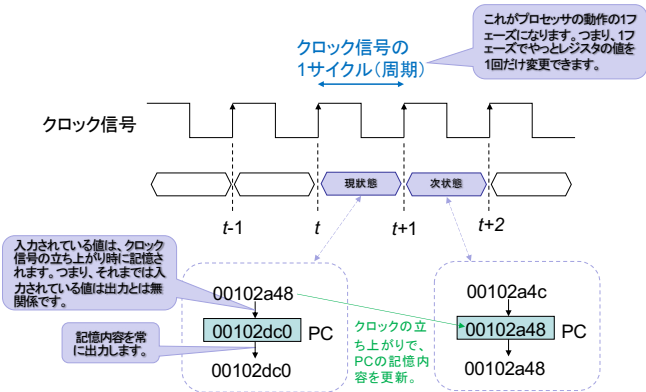 これがプロセッサの動作の1フ
ェーズになります。つまり、1フ
ェーズでやっとレジスタの値を
1回だけ変更できます。
クロック信号の
1サイクル（周期）
クロック信号
現状態
次状態
t-1
t
t+1
t+2
入力されている値は、クロック
信号の立ち上がり時に記憶さ
れます。つまり、それまでは入
力されている値は出力とは無
関係です。
記憶内容を常
に出力します。
00102a48
00102dc0
PC
00102dc0
クロックの立
ち上がりで、
PCの記憶内
容を更新。
00102a4c
00102a48
PC
00102a48